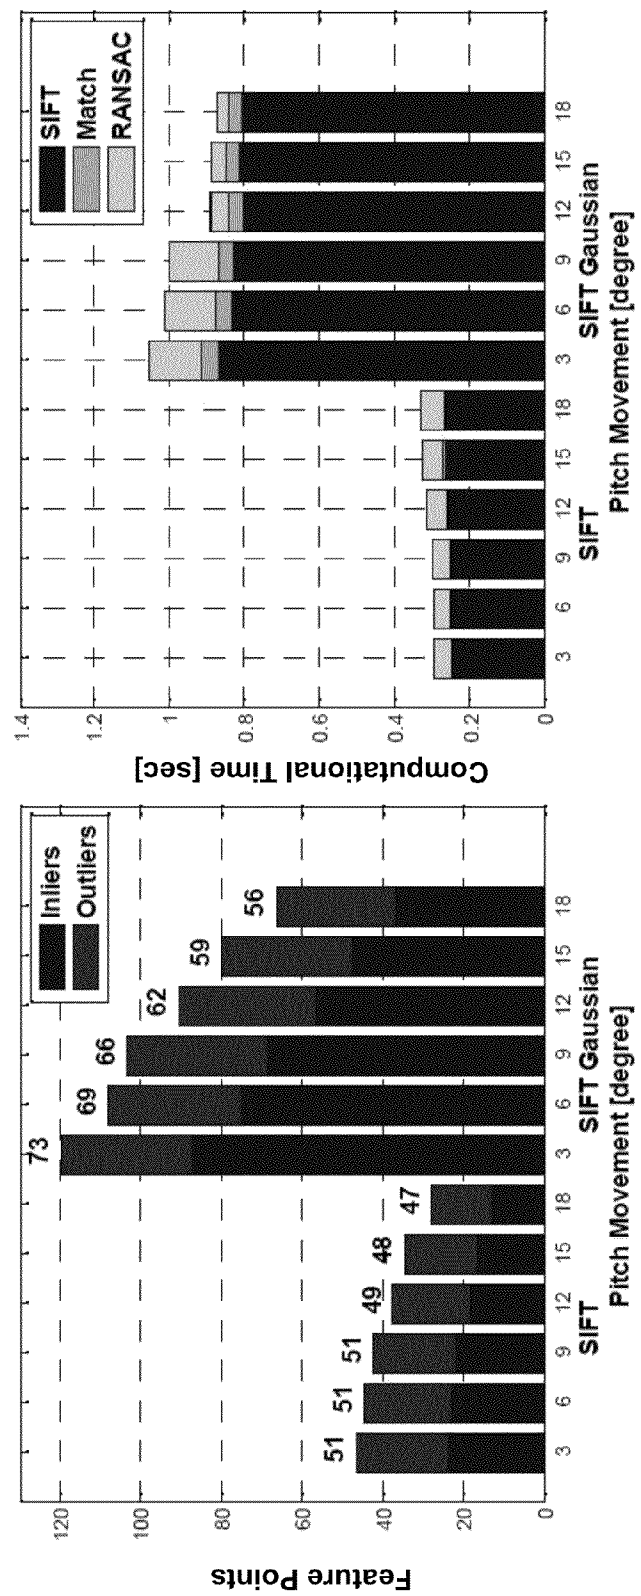 Feature Points
120
100
80
60
40
20
0
Inliers
Outliers
51
51
51
49
48
47
73
69
66
62
59
56
3 6 9 12 15 18 3 6 9 12 15 18
SIFT SIFT Gaussian
Pitch Movement [degree]
Computational Time [sec]
1.4
1.2
1
0.8
0.6
0.4
0.2
0
SIFT
Match
RANSAC
3 6 9 12 15 18 3 6 9 12 15 18
SIFT SIFT Gaussian
Pitch Movement [degree]